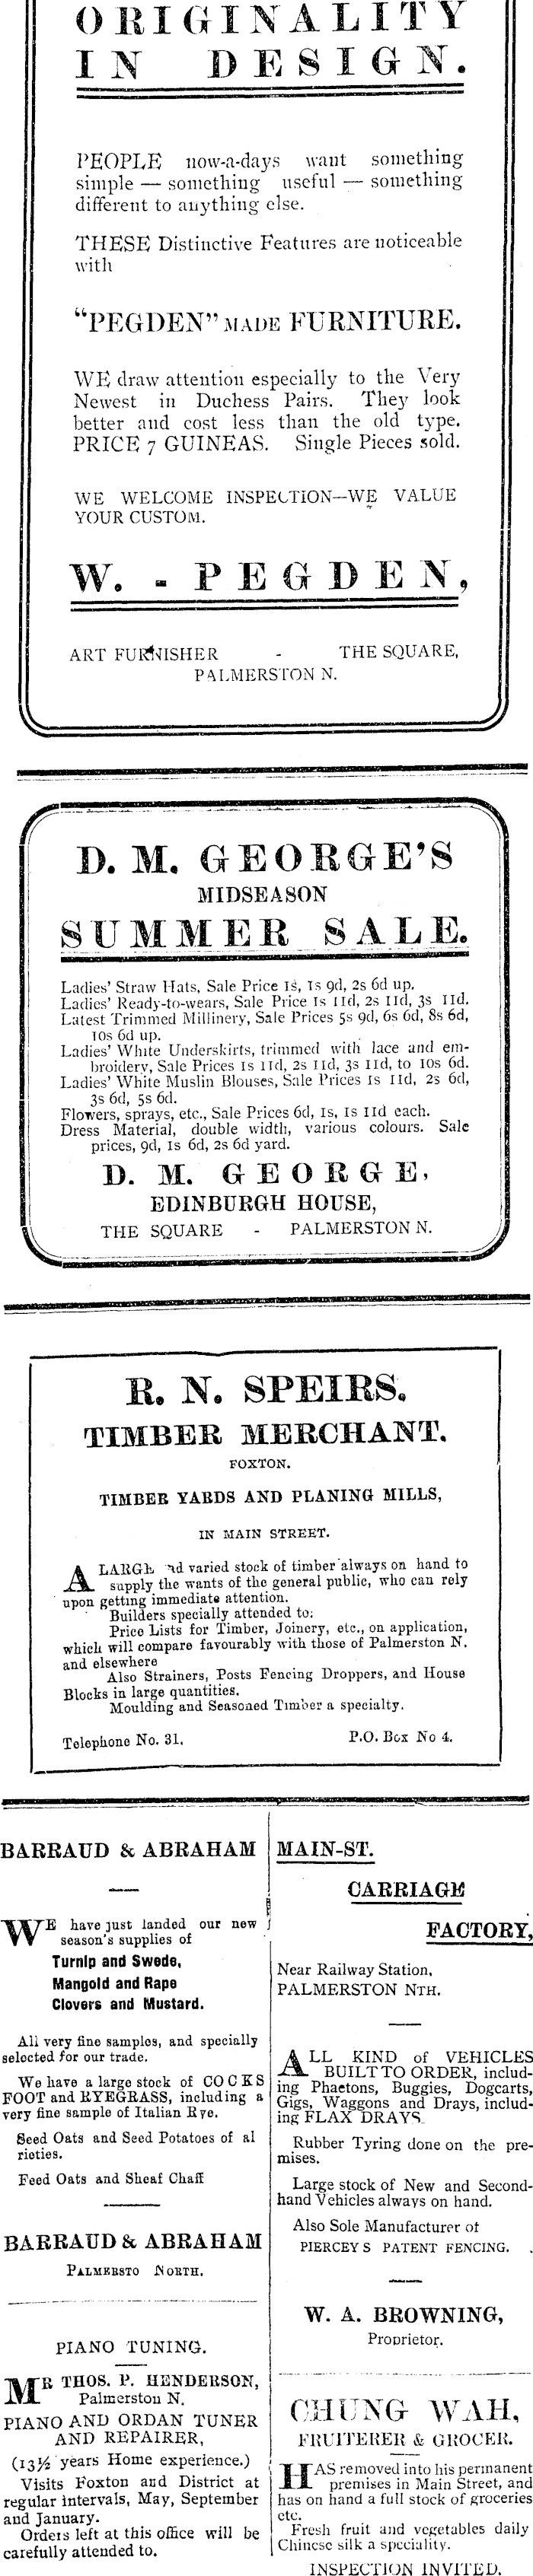 ORIGINALITY
IN DESIGN.
PEOPLE now-a-days want something
simple — something useful — something
different to anything else.
THESE Distinctive Features are noticeable
with
"PEGDEN" MADE FURNITURE.
WE draw attention especially to the Very
Newest in Duchess Pairs. They look
better and cost less than the old type.
PRICE 7 GUINEAS. Single Pieces sold.
WE WELCOME INSPECTION—WE VALUE
YOUR CUSTOM.
W. - PEGDEN,
ART FURNISHER - THE SQUARE,
PALMERSTON N.
D. M. GEORGE'S
MIDSEASON
SUMMER SALE.
Ladies' Straw Hats, Sale Price 1s, 1s 9d, 2s 6d up.
Ladies' Ready-to-wears, Sale Price 1s 11d, 2s 11d, 3s 11d.
Latest Trimmed Millinery, Sale Prices 5s 9d, 6s 6d, 8s 6d,
10s 6d up.
Ladies' White Underskirts, trimmed with lace and em-
broidery, Sale Prices 1s 11d, 2s 11d, 3s 11d, to 10s 6d.
Ladies' White Muslin Blouses, Sale Prices 1s 11d, 2s 6d,
3s 6d, 5s 6d.
Flowers, sprays, etc., Sale Prices 6d, 1s, 1s 11d each.
Dress Material, double width, various colours. Sale
prices, 9d, 1s 6d, 2s 6d yard.
D. M. GEORGE,
EDINBURGH HOUSE,
THE SQUARE - PALMERSTON N.
R. N. SPEIRS.
TIMBER MERCHANT.
FOXTON.
TIMBER YARDS AND PLANING MILLS,
IN MAIN STREET.
A LARGE and varied stock of timber always on hand to
supply the wants of the general public, who can rely
upon getting immediate attention.
Builders specially attended to.
Price Lists for Timber, Joinery, etc., on application,
which will compare favourably with those of Palmerston N.
and elsewhere
Also Strainers, Posts Fencing Droppers, and House
Blocks in large quantities.
Moulding and Seasoned Timber a specialty.
Telephone No. 31. P.O. Box No 4.
BARRAUD & ABRAHAM
WE have just landed our new
season's supplies of
Turnip and Swede,
Mangold and Rape
Clovers and Mustard.
All very fine samples, and specially
selected for our trade.
We have a large stock of COCKS
FOOT and RYEGRASS, including a
very fine sample of Italian Rye.
Seed Oats and Seed Potatoes of al
rieties.
Feed Oats and Sheaf Chaff
BARRAUD & ABRAHAM
PALMERSTO NORTH.
PIANO TUNING.
MR THOS. P. HENDERSON,
Palmerston N.
PIANO AND ORDAN TUNER
AND REPAIRER,
(13½ years Home experience.)
Visits Foxton and District at
regular intervals, May, September
and January.
Orders left at this office will be
carefully attended to.
MAIN-ST.
CARRIAGE
FACTORY,
Near Railway Station,
PALMERSTON NTH.
ALL KIND of VEHICLES
BUILT TO ORDER, includ-
ing Phaetons, Buggies, Dogcarts,
Gigs, Waggons and Drays, includ-
ing FLAX DRAYS
Rubber Tyring done on the pre-
mises.
Large stock of New and Second-
hand Vehicles always on hand.
Also Sole Manufacturer of
PIERCEY S PATENT FENCING.
W. A. BROWNING,
Proprietor.
CHUNG WAH,
FRUITERER & GROCER.
HAS removed into his permanent
premises in Main Street, and
has on hand a full stock of groceries
etc.
Fresh fruit and vegetables daily
Chinese silk a speciality.
INSPECTION INVITED.